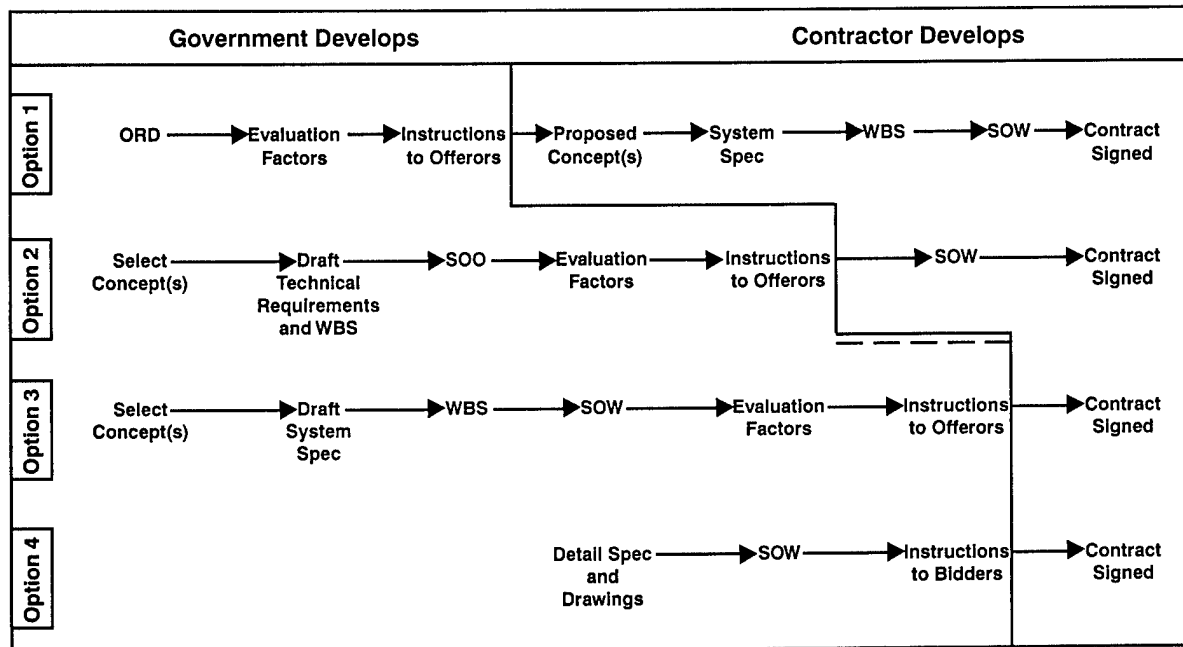 Government Develops
Contractor Develops
Option 1
ORD
Evaluation
Factors
Instructions
to Offerors
Proposed
Concept(s)
System
Spec
WBS
SOW
Contract
Signed
Option 2
Select
Concept(s)
Draft
Technical
Requirements
and WBS
SOO
Evaluation
Factors
Instructions
to Offerors
SOW
Contract
Signed
Option 3
Select
Concept(s)
Draft
System
Spec
WBS
SOW
Evaluation
Factors
Instructions
to Offerors
Contract
Signed
Option 4
Detail Spec
and
Drawings
SOW
Instructions
to Bidders
Contract
Signed